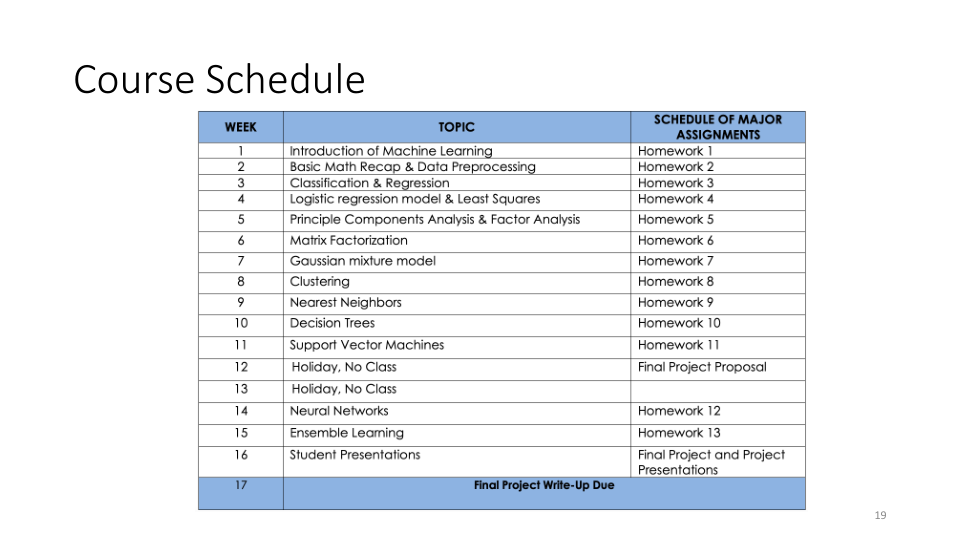 Course Schedule
WEEK TOPIC SCHEDULE OF MAJOR
ASSIGNMENTS
1 Introduction of Machine Learning Homework 1
2 Basic Math Recap & Data Preprocessing Homework 2
3 Classification & Regression Homework 3
4 Logistic regression model & Least Squares Homework 4
5 Principle Components Analysis & Factor Analysis Homework 5
6 Matrix Factorization Homework 6
7 Gaussian mixture model Homework 7
8 Clustering Homework 8
9 Nearest Neighbors Homework 9
10 Decision Trees Homework 10
11 Support Vector Machines Homework 11
12 Holiday, No Class Final Project Proposal
13 Holiday, No Class
14 Neural Networks Homework 12
15 Ensemble Learning Homework 13
16 Student Presentations Final Project and Project
Presentations
17 Final Project Write-Up Due
19